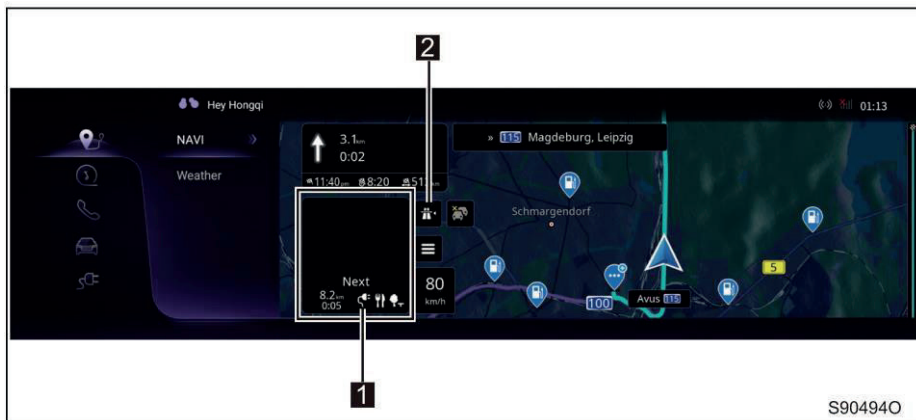 2
Hey Hongqi
01:13
NAVI
3.1km
0:02
» 115 Magdeburg, Leipzig
Weather
11:40pm 8:20 513km
Schmargendorf
Next
8.2km
0:05
80
km/h
5
100
Avus 115
1
S90494O